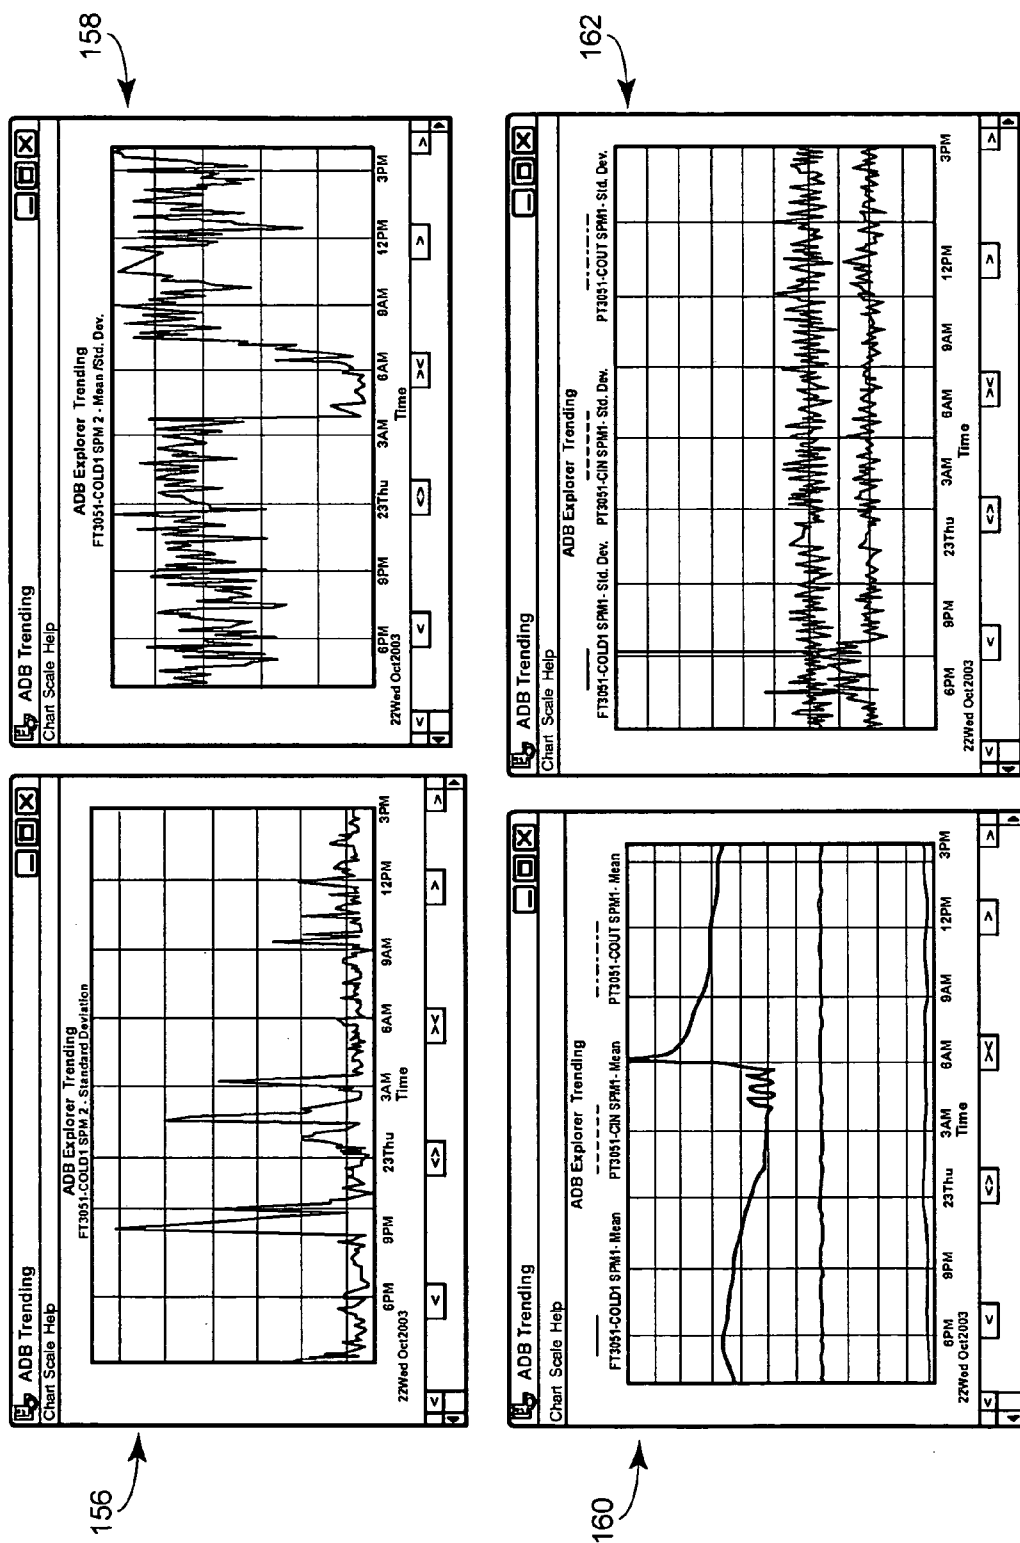 156
ADB Trending
Chart Scale Help
ADB Explorer Trending
FT3051-COLD1 SPM 2 - Standard Deviation
6PM 9PM 23Thu 3AM 6AM 9AM 12PM 3PM
22Wed Oct2003
Time
< < <> >< > >
158
ADB Trending
Chart Scale Help
ADB Explorer Trending
FT3051-COLD1 SPM 2 - Mean /Std. Dev.
6PM 9PM 23Thu 3AM 6AM 9AM 12PM 3PM
22Wed Oct2003
Time
< < <> >< > >
160
ADB Trending
Chart Scale Help
ADB Explorer Trending
FT3051-COLD1 SPM1- Mean PT3051-CIN SPM1- Mean PT3051-COUT SPM1- Mean
6PM 9PM 23Thu 3AM 6AM 9AM 12PM 3PM
22Wed Oct2003
Time
< < <> >< > >
162
ADB Trending
Chart Scale Help
ADB Explorer Trending
FT3051-COLD1 SPM1- Std. Dev. PT3051-CIN SPM1- Std. Dev. PT3051-COUT SPM1- Std. Dev.
6PM 9PM 23Thu 3AM 6AM 9AM 12PM 3PM
22Wed Oct2003
Time
< < <> >< > >